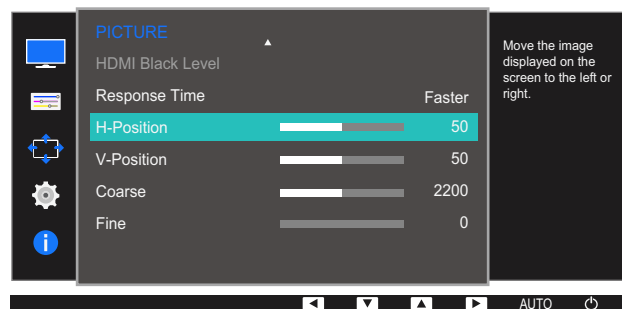 PICTURE
HDMI Black Level
Response Time Faster
H-Position 50
V-Position 50
Coarse 2200
Fine 0
Move the image
displayed on the
screen to the left or
right.
AUTO